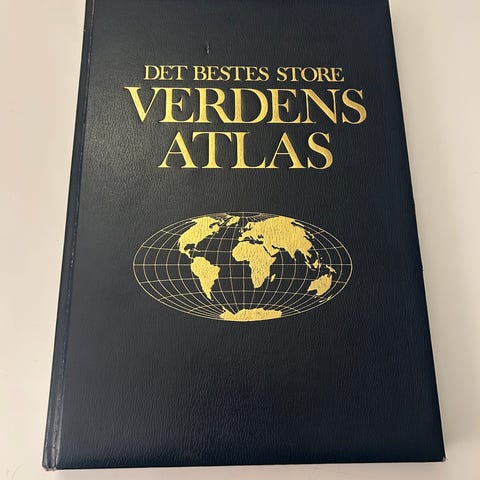 DET BESTES STORE
VERDENS
ATLAS